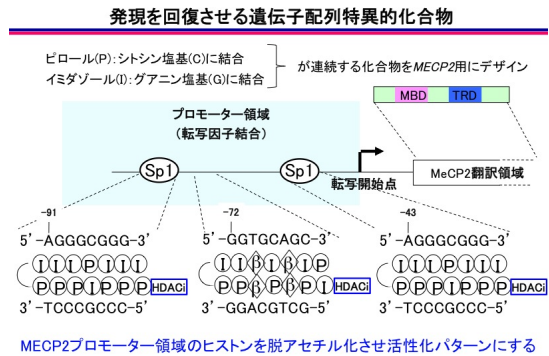 発現を回復させる遺伝子配列特異的化合物
ピロール(P)：シトシン塩基(C)に結合
イミダゾール(I)：グアニン塩基(G)に結合
が連続する化合物をMECP2用にデザイン
MBD TRD
プロモーター領域
(転写因子結合)
Sp1 Sp1
転写開始点
MeCP2翻訳領域
-91 -72 -43
5’-AGGGCGGG-3’ 5’-GGTGCAGC-3’ 5’-AGGGCGGG-3’
I I I P I I I I I β I β I P I I I P I I I
P P P I P P P HDACi P P β P β P I HDACi P P P I P P P HDACi
3’-TCCCGCCC-5’ 3’-GGACGTCG-5’ 3’-TCCCGCCC-5’
MECP2プロモーター領域のヒストンを脱アセチル化させ活性化パターンにする